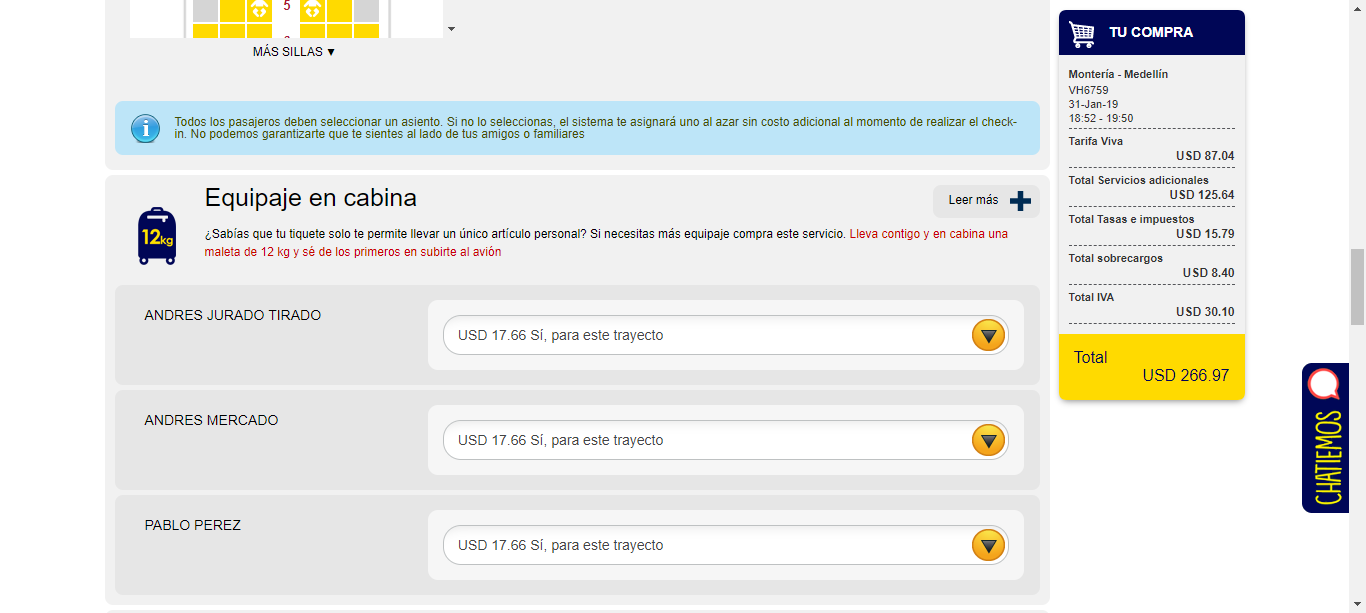 5
MÁS SILLAS ▼
Todos los pasajeros deben seleccionar un asiento. Si no lo seleccionas, el sistema te asignará uno al azar sin costo adicional al momento de realizar el check-
in. No podemos garantizarte que te sientes al lado de tus amigos o familiares
12kg
Equipaje en cabina
Leer más
¿Sabías que tu tiquete solo te permite llevar un único artículo personal? Si necesitas más equipaje compra este servicio. Lleva contigo y en cabina una
maleta de 12 kg y sé de los primeros en subirte al avión
ANDRES JURADO TIRADO
USD 17.66 Sí, para este trayecto
ANDRES MERCADO
USD 17.66 Sí, para este trayecto
PABLO PEREZ
USD 17.66 Sí, para este trayecto
TU COMPRA
Montería - Medellín
VH6759
31-Jan-19
18:52 - 19:50
Tarifa Viva
USD 87.04
Total Servicios adicionales
USD 125.64
Total Tasas e impuestos
USD 15.79
Total sobrecargos
USD 8.40
Total IVA
USD 30.10
Total
USD 266.97
CHATIEMOS